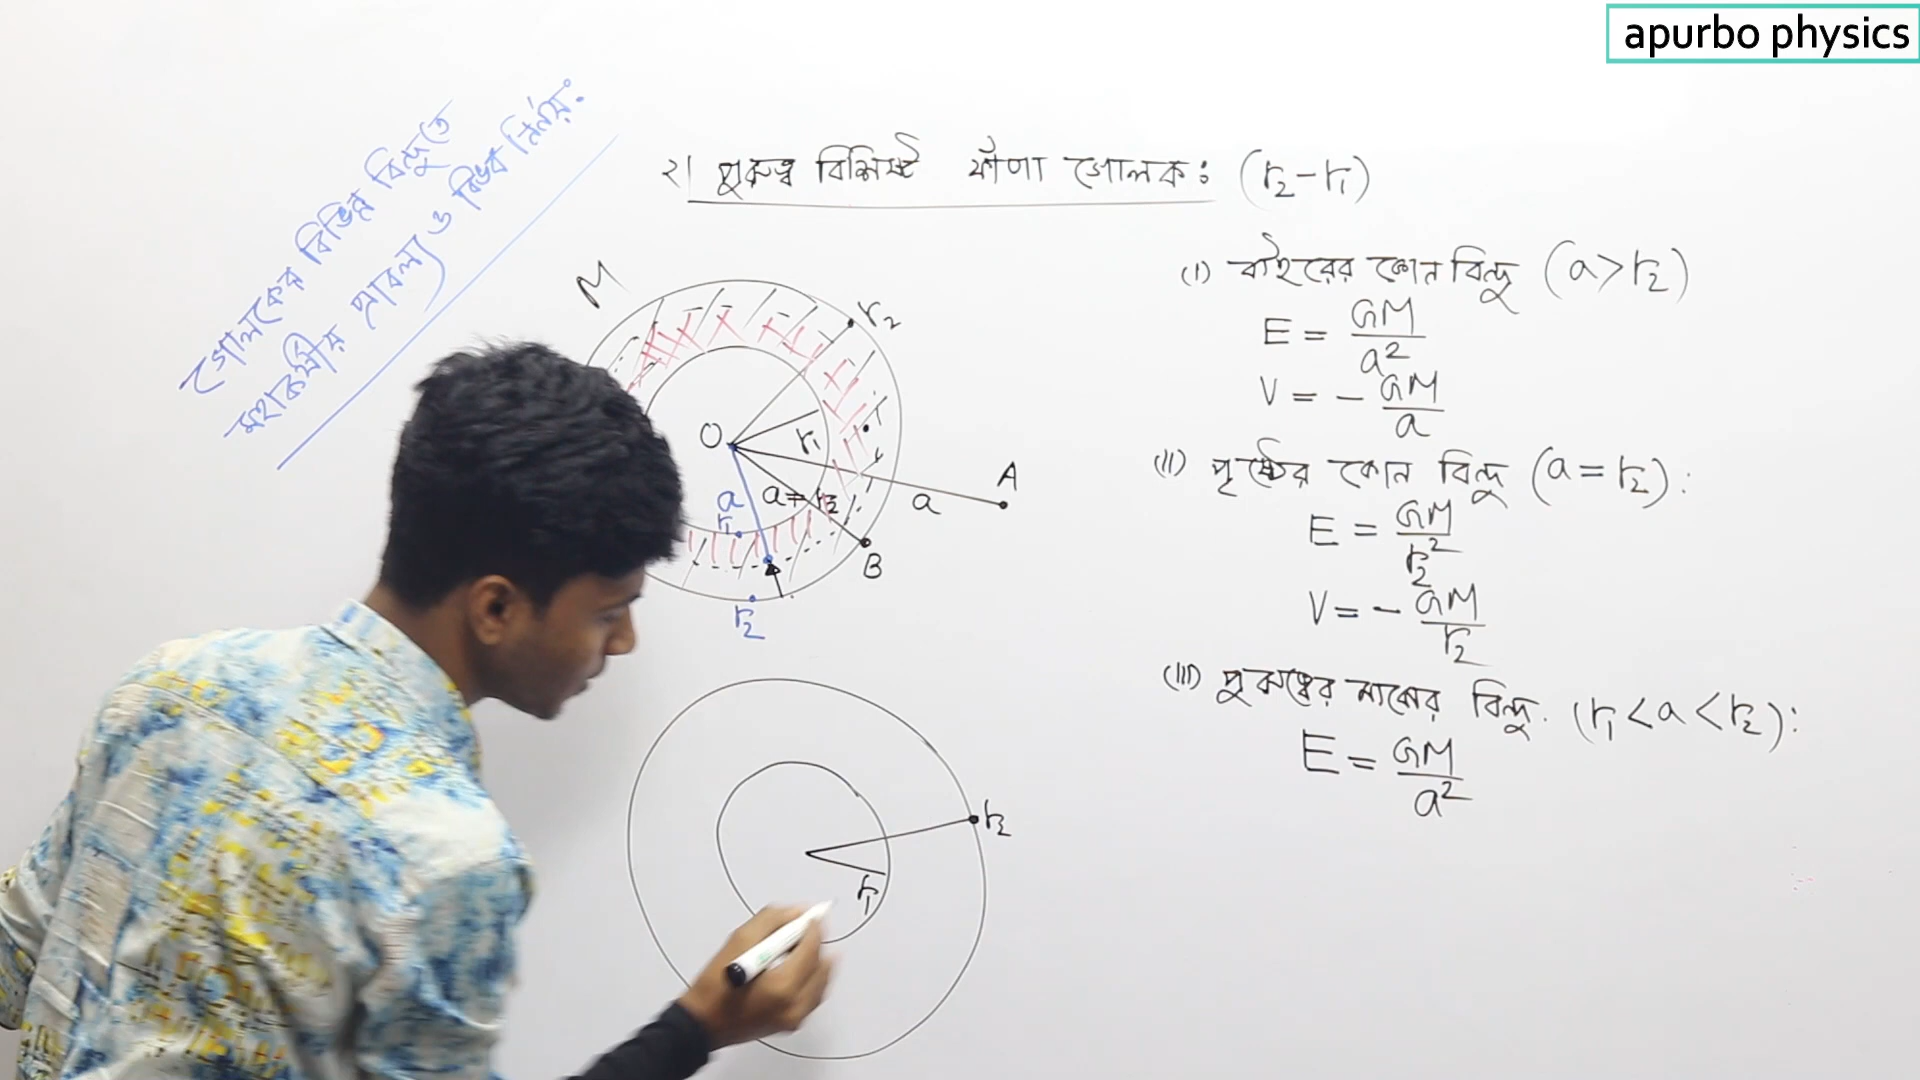 apurbo physics
গোলকের বিভিন্ন বিন্দুতে
মহাকর্ষীয় প্রাবল্য ও বিভব নির্ণয়:
২। পুরুত্ব বিশিষ্ট ফাঁপা গোলক: (r₂-r₁)
M
r₂
O
r₁
a
r₁
a = r₂
a
A
B
r₂
r₂
r₁
(I) বাইরের কোন বিন্দু (a>r₂)
E = GM/a²
V = - GM/a
(II) পৃষ্ঠের কোন বিন্দু (a=r₂):
E = GM/r₂²
V = - GM/r₂
(III) পুরুত্বের মাঝের বিন্দু. (r₁<a<r₂):
E = GM/a²